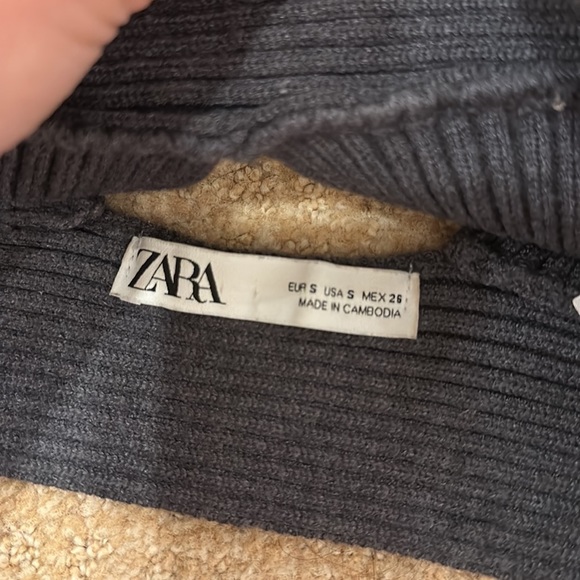 ZARA
EUR S USA S MEX 26
MADE IN CAMBODIA